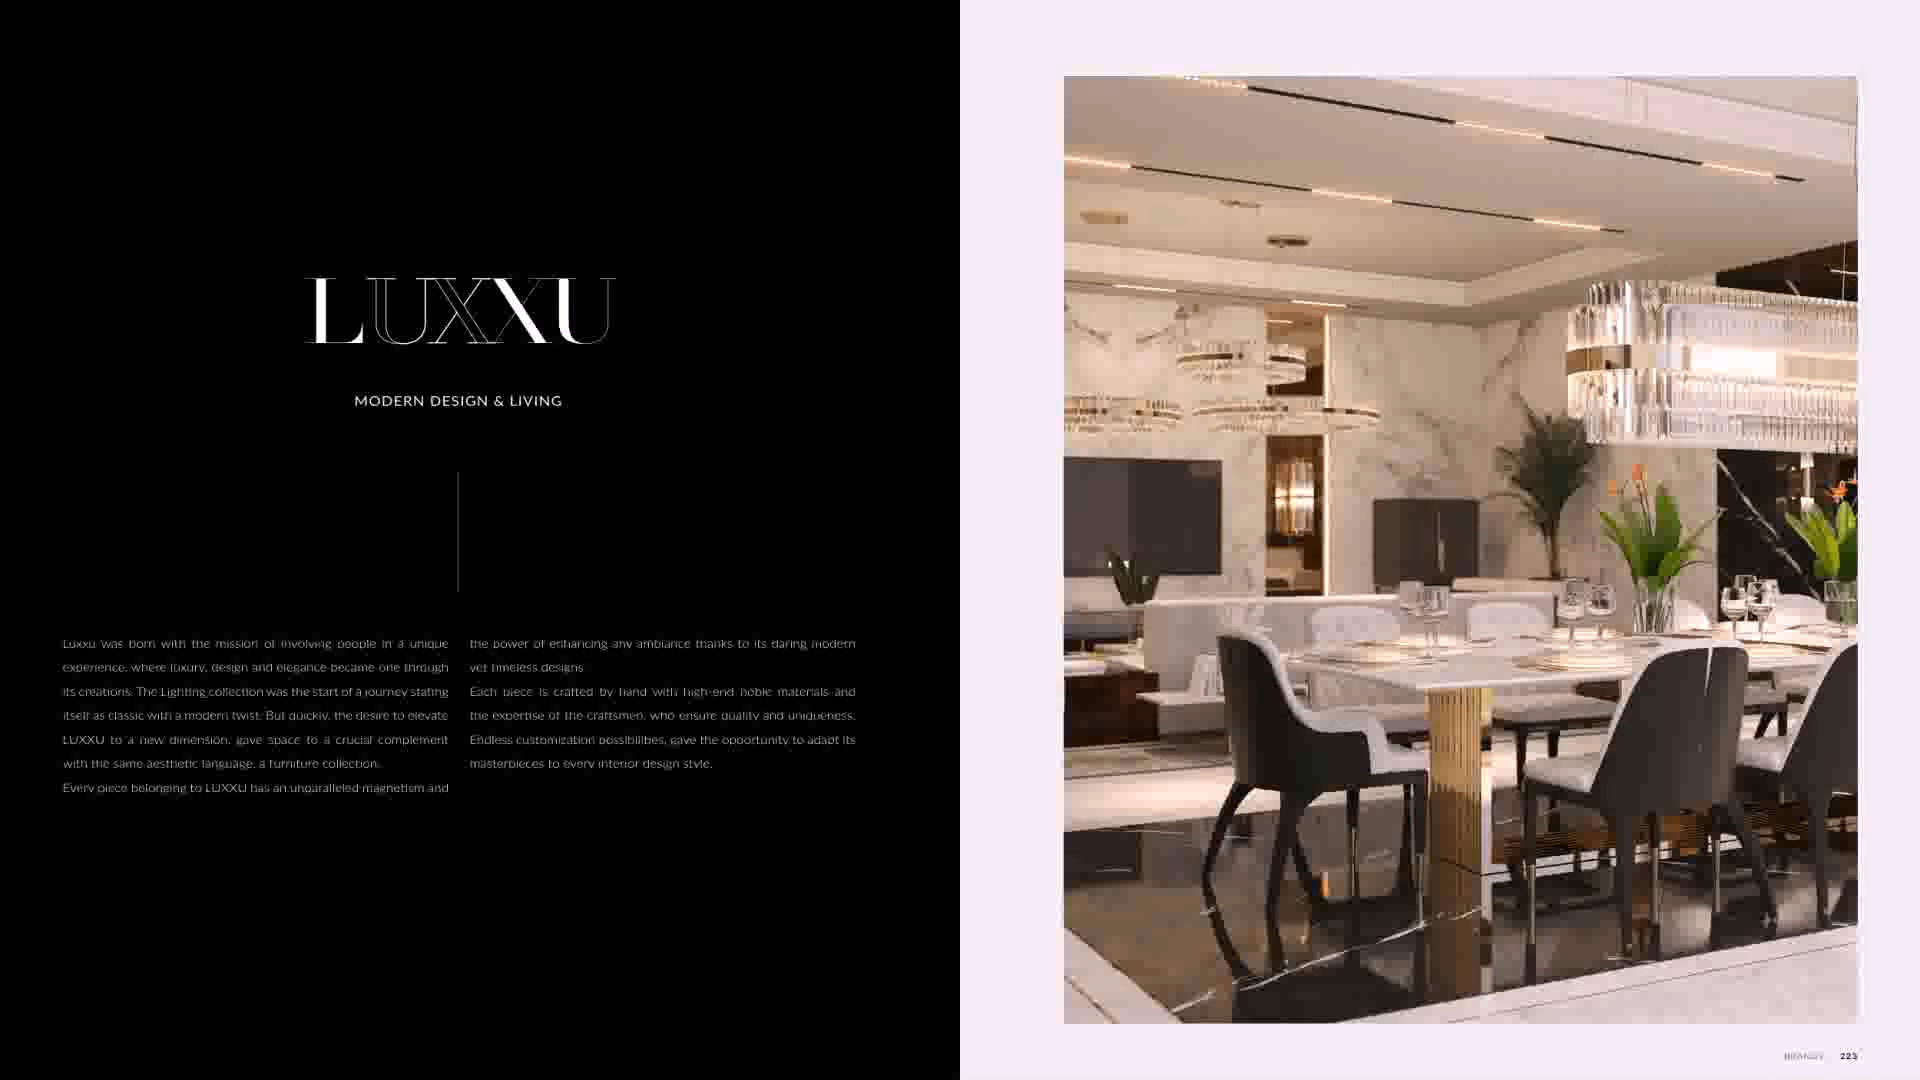 LUXXU
MODERN DESIGN & LIVING
Luxxu was born with the mission of involving people in a unique
experience, where luxury, design and elegance became one through
its creations. The Lighting collection was the start of a journey stating
itself as classic with a modern twist. But quickly, the desire to elevate
LUXXU to a new dimension, gave space to a crucial complement
with the same aesthetic language, a furniture collection.
Every piece belonging to LUXXU has an unparalleled magnetism and
the power of enhancing any ambiance thanks to its daring modern
yet timeless designs
Each piece is crafted by hand with high-end noble materials and
the expertise of the craftsmen, who ensure quality and uniqueness.
Endless customization possibilities, gave the opportunity to adapt its
masterpieces to every interior design style.
BRANDS 223